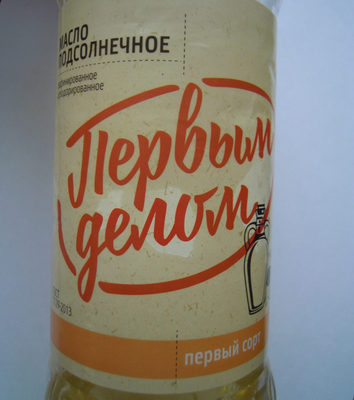 МАСЛО
ПОДСОЛНЕЧНОЕ
Первым
делом
первый сорт